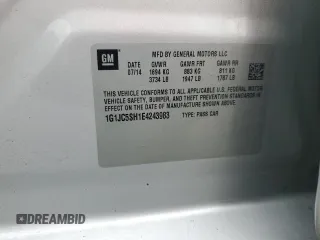 GM
MFD BY GENERAL MOTORS LLC
DATE GVWR GAWR FRT GAWR RR
07/14 1694 KG 883 KG 811 KG
3734 LB 1947 LB 1787 LB
THIS VEHICLE CONFORMS TO ALL APPLICABLE U.S. FEDERAL MOTOR
VEHICLE SAFETY, BUMPER, AND THEFT PREVENTION STANDARDS IN
EFFECT ON THE DATE OF MANUFACTURE SHOWN ABOVE.
1G1JC5SH1E4243983 TYPE: PASS CAR
DREAMBID